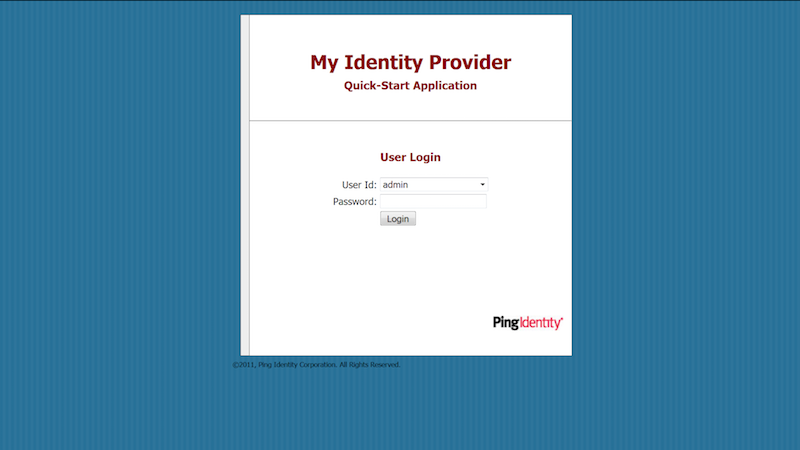 My Identity Provider
Quick-Start Application
User Login
User Id: admin
Password:
Login
PingIdentity®
©2011, Ping Identity Corporation. All Rights Reserved.